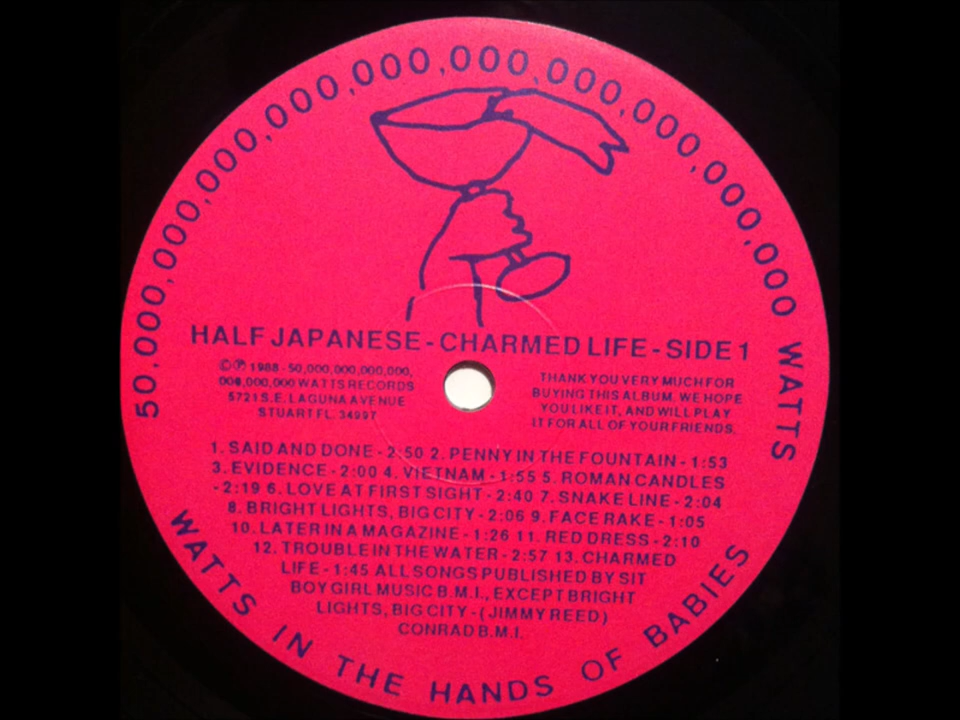 50,000,000,000,000,000,000,000,000,000,000 WATTS
HALF JAPANESE - CHARMED LIFE - SIDE 1
©℗ 1988 - 50,000,000,000,000,
000,000,000 WATTS RECORDS
5721 S.E. LAGUNA AVENUE
STUART FL. 34997
THANK YOU VERY MUCH FOR
BUYING THIS ALBUM. WE HOPE
YOU LIKE IT, AND WILL PLAY
IT FOR ALL OF YOUR FRIENDS.
1. SAID AND DONE - 2:50 2. PENNY IN THE FOUNTAIN - 1:53
3. EVIDENCE - 2:00 4. VIETNAM - 1:55 5. ROMAN CANDLES
- 2:19 6. LOVE AT FIRST SIGHT - 2:40 7. SNAKE LINE - 2:04
8. BRIGHT LIGHTS, BIG CITY - 2:06 9. FACE RAKE - 1:05
10. LATER IN A MAGAZINE - 1:26 11. RED DRESS - 2:10
12. TROUBLE IN THE WATER - 2:57 13. CHARMED
LIFE - 1:45 ALL SONGS PUBLISHED BY SIT
BOY GIRL MUSIC B.M.I., EXCEPT BRIGHT
LIGHTS, BIG CITY - (JIMMY REED)
CONRAD B.M.I.
WATTS IN THE HANDS OF BABIES